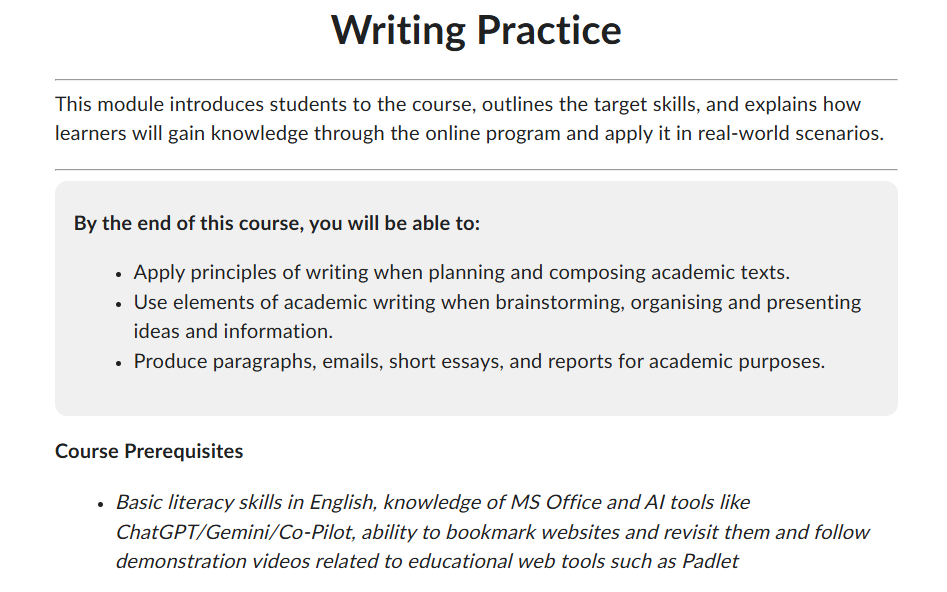 Writing Practice
This module introduces students to the course, outlines the target skills, and explains how
learners will gain knowledge through the online program and apply it in real-world scenarios.
By the end of this course, you will be able to:
• Apply principles of writing when planning and composing academic texts.
• Use elements of academic writing when brainstorming, organising and presenting
ideas and information.
• Produce paragraphs, emails, short essays, and reports for academic purposes.
Course Prerequisites
• Basic literacy skills in English, knowledge of MS Office and AI tools like
ChatGPT/Gemini/Co-Pilot, ability to bookmark websites and revisit them and follow
demonstration videos related to educational web tools such as Padlet